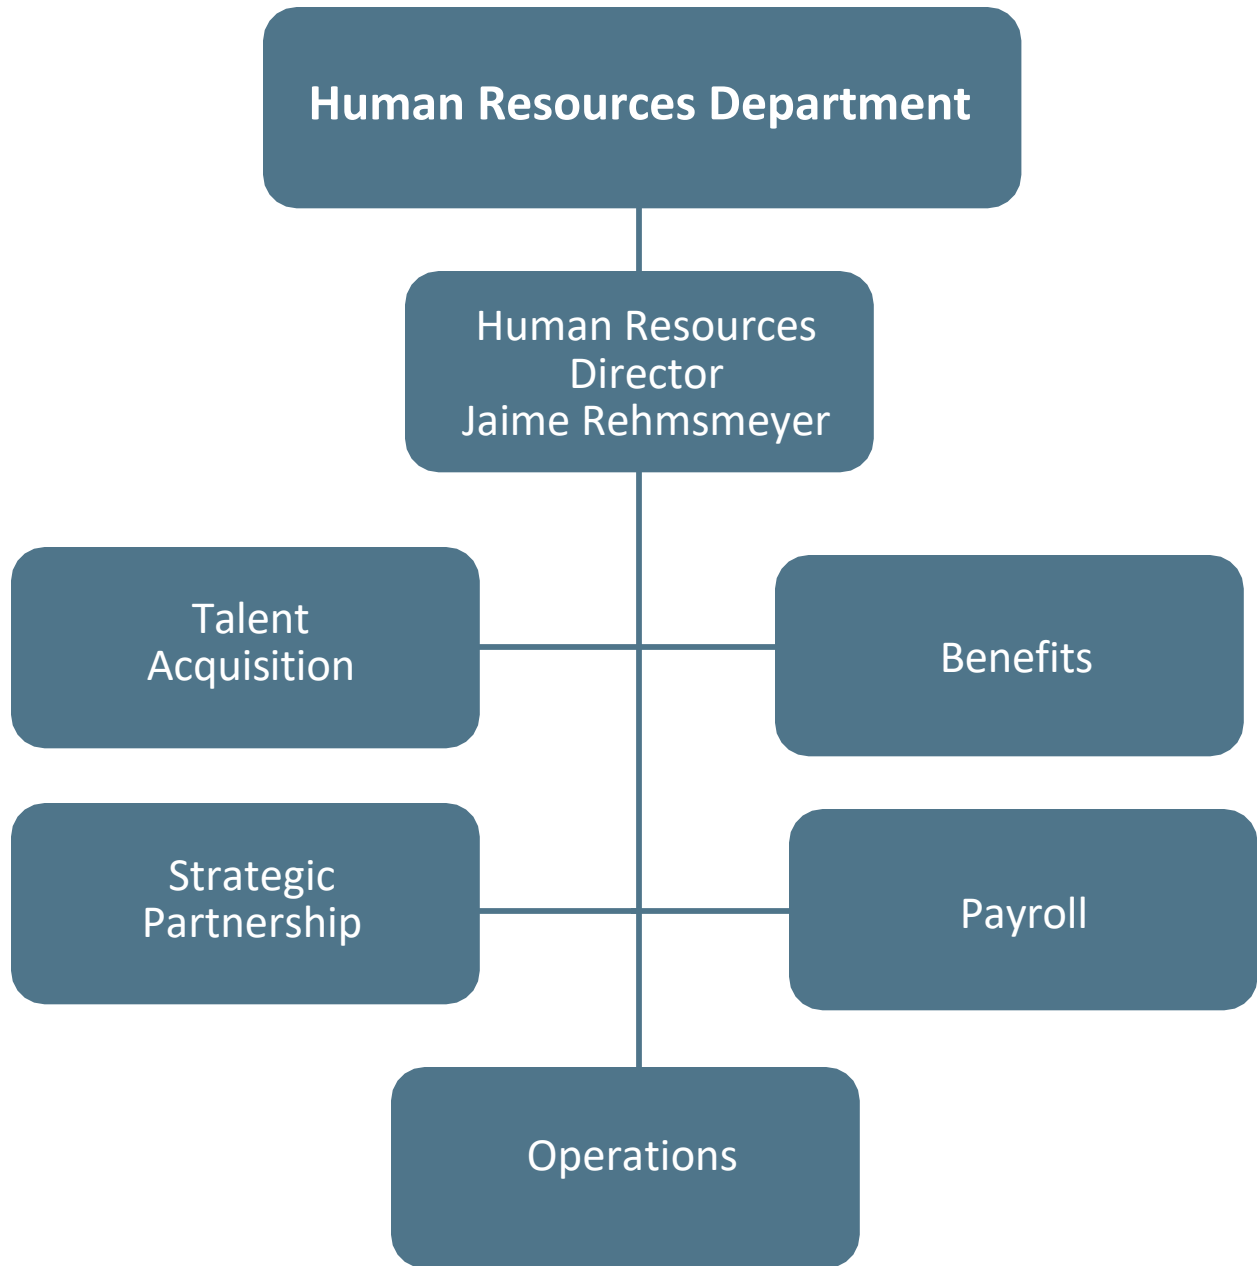 Human Resources Department
Human Resources
Director
Jaime Rehmsmeyer
Talent
Acquisition
Benefits
Strategic
Partnership
Payroll
Operations